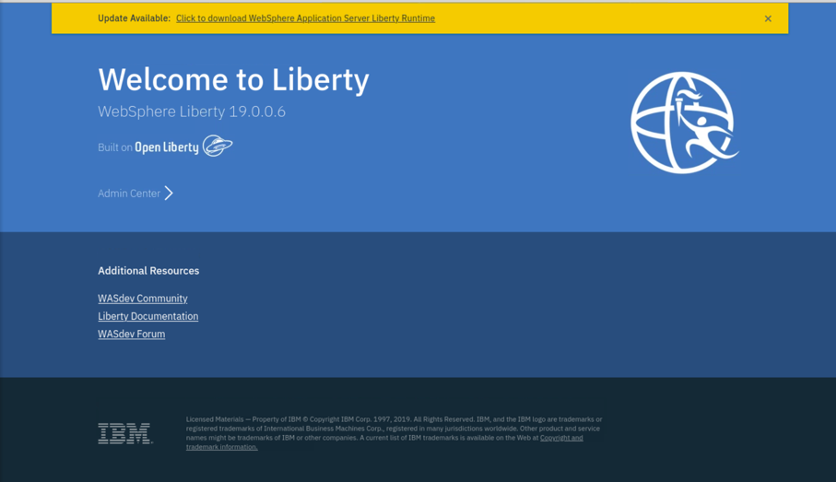 Update Available: Click to download WebSphere Application Server Liberty Runtime
Welcome to Liberty
WebSphere Liberty 19.0.0.6
Built on Open Liberty
Admin Center
Additional Resources
WASdev Community
Liberty Documentation
WASdev Forum
IBM
Licensed Materials — Property of IBM © Copyright IBM Corp. 1997, 2019. All Rights Reserved. IBM, and the IBM logo are trademarks or
registered trademarks of International Business Machines Corp., registered in many jurisdictions worldwide. Other product and service
names might be trademarks of IBM or other companies. A current list of IBM trademarks is available on the Web at Copyright and
trademark information.